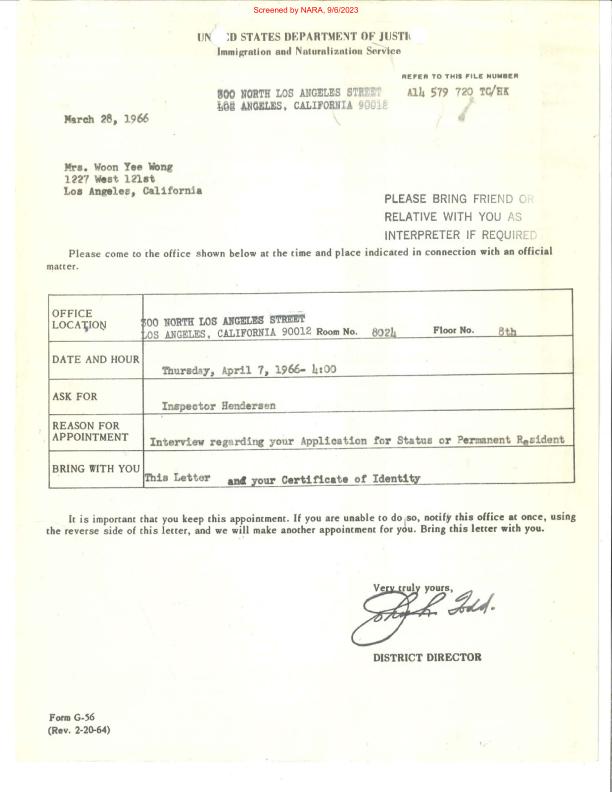 Screened by NARA, 9/6/2023
UN ED STATES DEPARTMENT OF JUSTI
Immigration and Naturalization Service
REFER TO THIS FILE NUMBER
300 NORTH LOS ANGELES STREET A14 579 720 TC/HK
LOS ANGELES, CALIFORNIA 90012
March 28, 1966
Mrs. Woon Yee Wong
1227 West 121st
Los Angeles, California
PLEASE BRING FRIEND OR
RELATIVE WITH YOU AS
INTERPRETER IF REQUIRED
Please come to the office shown below at the time and place indicated in connection with an official
matter.
OFFICE
LOCATION
300 NORTH LOS ANGELES STREET
LOS ANGELES, CALIFORNIA 90012 Room No. 8024 Floor No. 8th
DATE AND HOUR
Thursday, April 7, 1966- 4:00
ASK FOR
Inspector Hendersen
REASON FOR
APPOINTMENT
Interview regarding your Application for Status or Permanent Resident
BRING WITH YOU
This Letter and your Certificate of Identity
It is important that you keep this appointment. If you are unable to do so, notify this office at once, using
the reverse side of this letter, and we will make another appointment for you. Bring this letter with you.
Very truly yours,
Todd.
DISTRICT DIRECTOR
Form G-56
(Rev. 2-20-64)